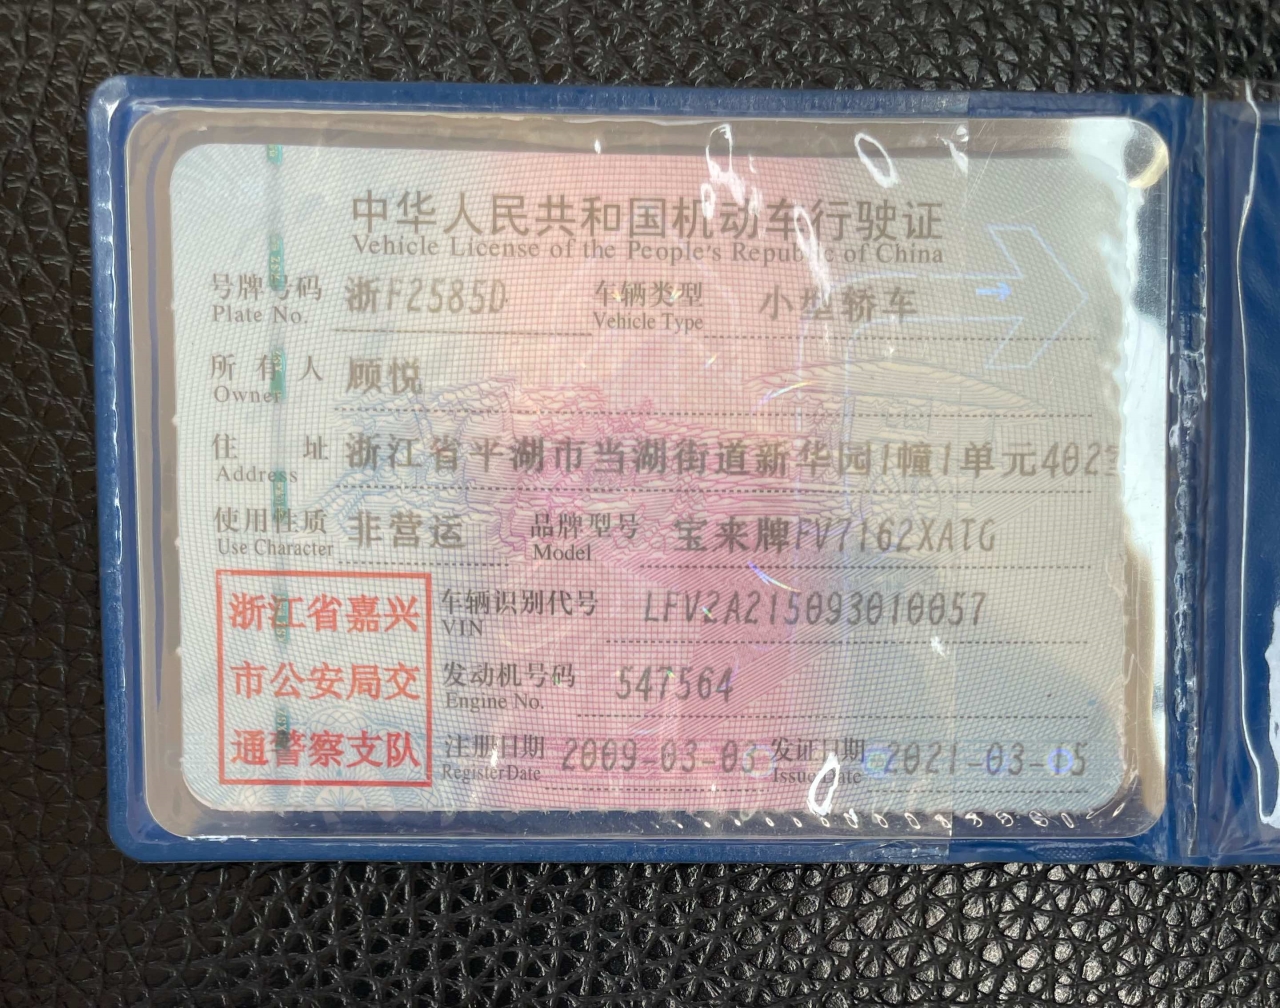 中华人民共和国机动车行驶证
Vehicle License of the People's Republic of China
号牌号码 浙F2585D 车辆类型 小型轿车
Plate No. Vehicle Type
所有人 顾悦
Owner
住址 浙江省平湖市当湖街道新华园1幢1单元402室
Address
使用性质 非营运 品牌型号 宝来牌FV7162XATG
Use Character Model
浙江省嘉兴
市公安局交
通警察支队
车辆识别代号 LFV2A215093010057
VIN
发动机号码 547564
Engine No.
注册日期 2009-03-03 发证日期 2021-03-15
Register Date Issue Date